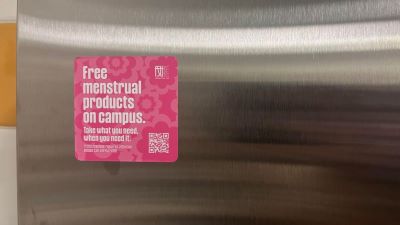 Free
menstrual
products
on campus.
Take what you need,
when you need it.